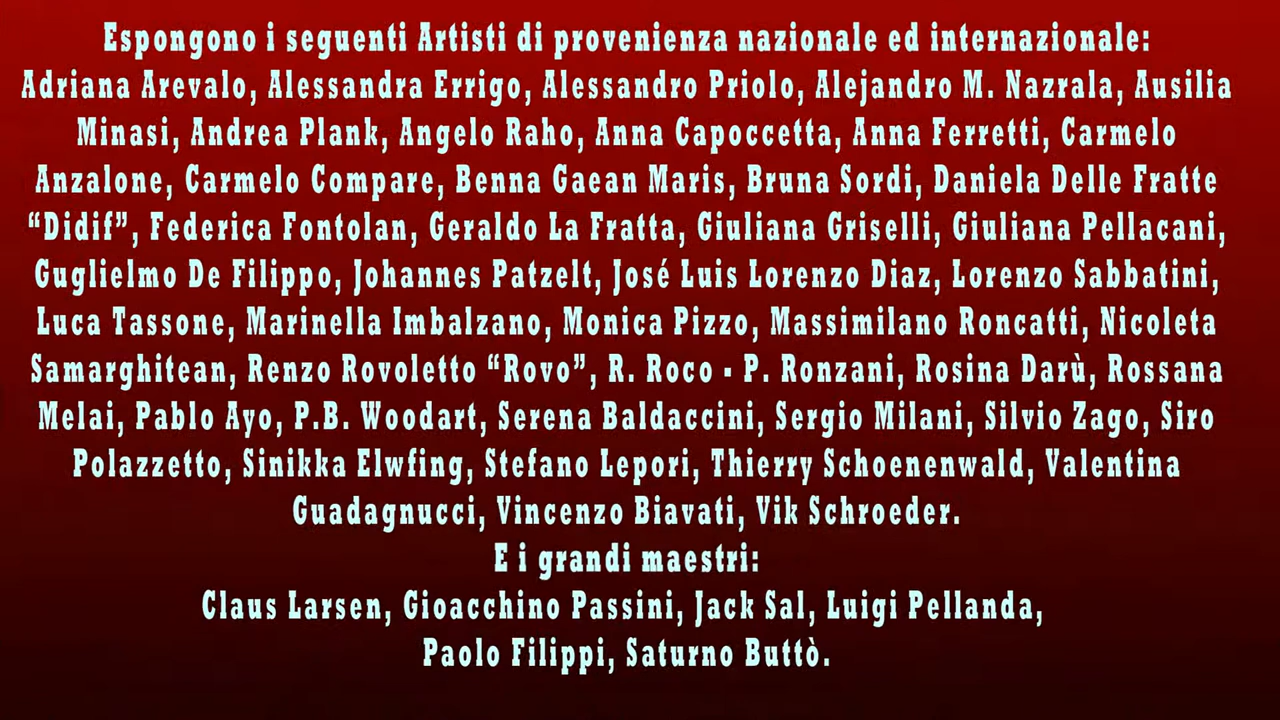 Espongono i seguenti Artisti di provenienza nazionale ed internazionale:
Adriana Arevalo, Alessandra Errigo, Alessandro Priolo, Alejandro M. Nazrala, Ausilia
Minasi, Andrea Plank, Angelo Raho, Anna Capoccetta, Anna Ferretti, Carmelo
Anzalone, Carmelo Compare, Benna Gaean Maris, Bruna Sordi, Daniela Delle Fratte
“Didif”, Federica Fontolan, Geraldo La Fratta, Giuliana Griselli, Giuliana Pellacani,
Guglielmo De Filippo, Johannes Patzelt, José Luis Lorenzo Diaz, Lorenzo Sabbatini,
Luca Tassone, Marinella Imbalzano, Monica Pizzo, Massimilano Roncatti, Nicoleta
Samarghitean, Renzo Rovoletto “Rovo”, R. Roco - P. Ronzani, Rosina Darù, Rossana
Melai, Pablo Ayo, P.B. Woodart, Serena Baldaccini, Sergio Milani, Silvio Zago, Siro
Polazzetto, Sinikka Elwfing, Stefano Lepori, Thierry Schoenenwald, Valentina
Guadagnucci, Vincenzo Biavati, Vik Schroeder.
E i grandi maestri:
Claus Larsen, Gioacchino Passini, Jack Sal, Luigi Pellanda,
Paolo Filippi, Saturno Buttò.